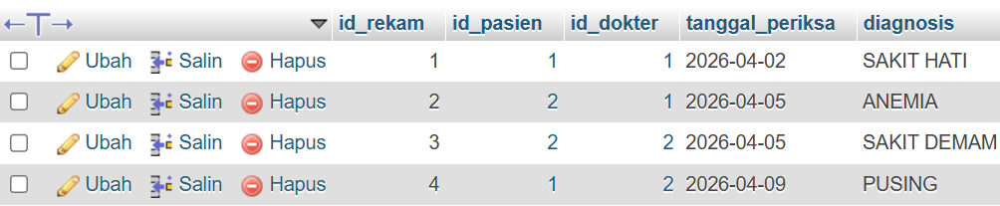 id_rekam id_pasien id_dokter tanggal_periksa diagnosis
Ubah Salin Hapus 1 1 1 2026-04-02 SAKIT HATI
Ubah Salin Hapus 2 2 1 2026-04-05 ANEMIA
Ubah Salin Hapus 3 2 2 2026-04-05 SAKIT DEMAM
Ubah Salin Hapus 4 1 2 2026-04-09 PUSING